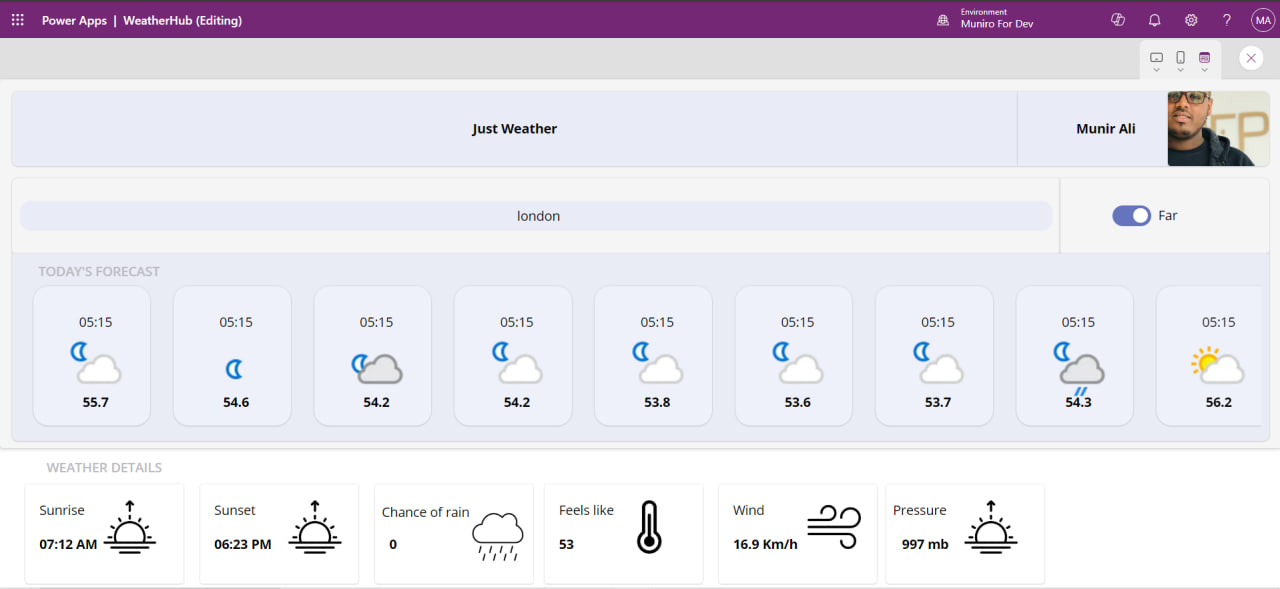 Power Apps | WeatherHub (Editing)
Environment
Muniro For Dev
? MA
Just Weather
Munir Ali
london
Far
TODAY'S FORECAST
05:15 05:15 05:15 05:15 05:15 05:15 05:15 05:15 05:15
55.7 54.6 54.2 54.2 53.8 53.6 53.7 54.3 56.2
WEATHER DETAILS
Sunrise
07:12 AM
Sunset
06:23 PM
Chance of rain
0
Feels like
53
Wind
16.9 Km/h
Pressure
997 mb